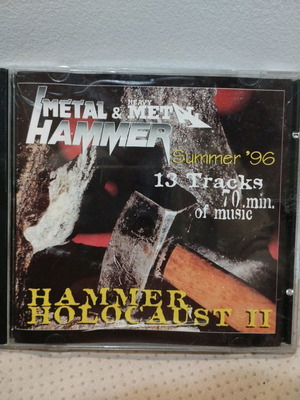 METAL & HEAVY METAL
HAMMER
Summer '96
13 Tracks
70.min.
of music
HAMMER
HOLOCAUST II